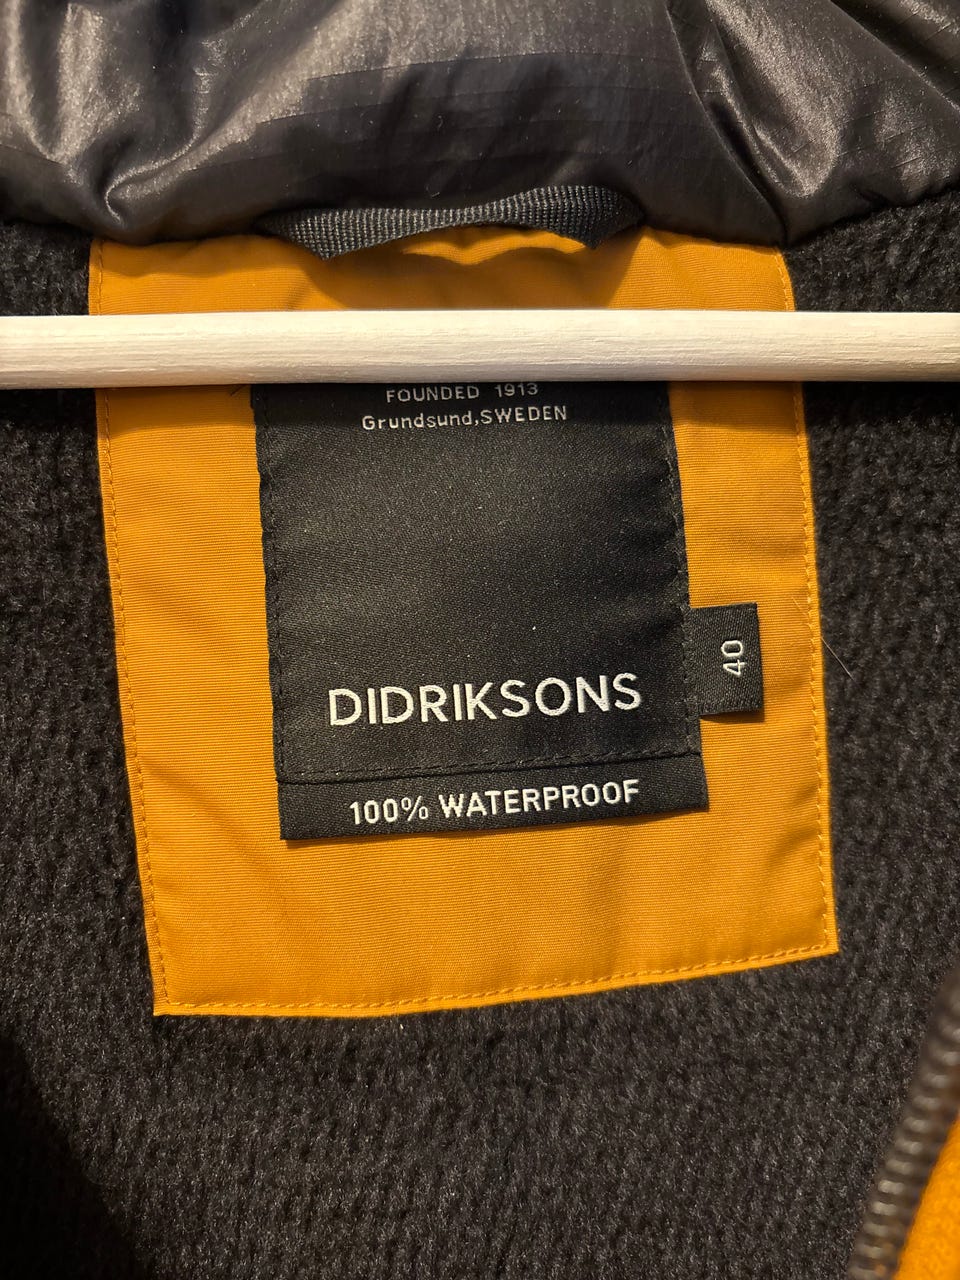 FOUNDED 1913
Grundsund,SWEDEN
40
DIDRIKSONS
100% WATERPROOF